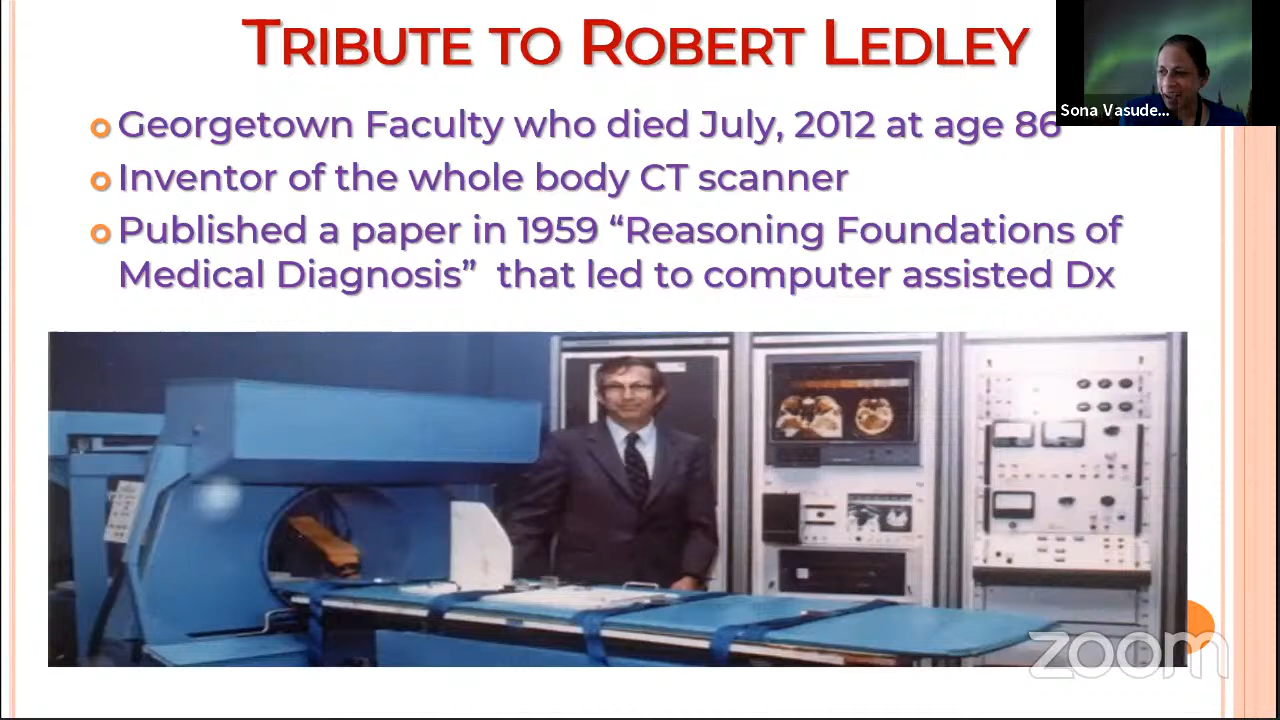 TRIBUTE TO ROBERT LEDLEY
Georgetown Faculty who died July, 2012 at age 86
Inventor of the whole body CT scanner
Published a paper in 1959 “Reasoning Foundations of
Medical Diagnosis” that led to computer assisted Dx
Sona Vasude...
zoom